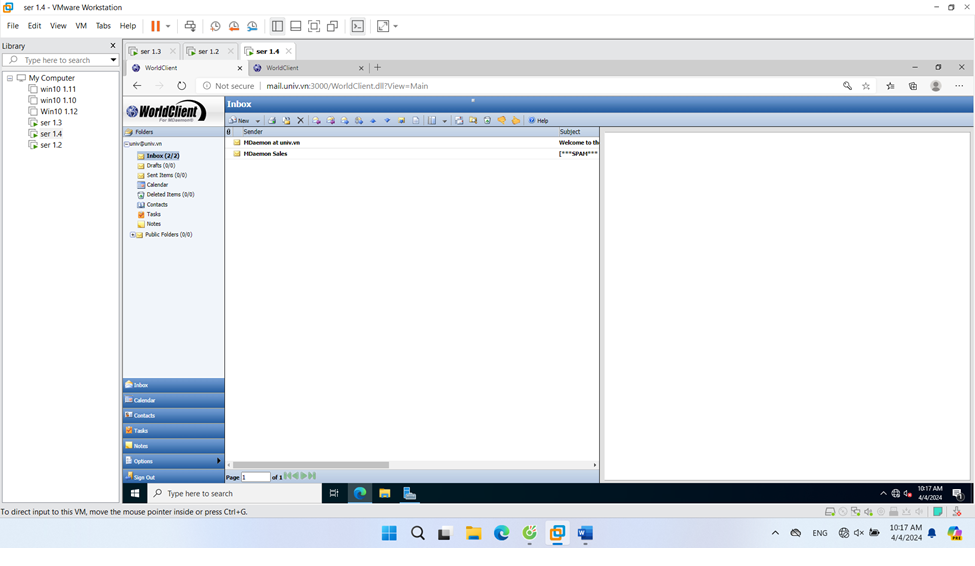 ser 1.4 - VMware Workstation
File Edit View VM Tabs Help
Library
Type here to search
My Computer
win10 1.11
win10 1.10
Win10 1.12
ser 1.3
ser 1.4
ser 1.2
ser 1.3 ser 1.2 ser 1.4
WorldClient WorldClient
Not secure | mail.univ.vn:3000/WorldClient.dll?View=Main
WorldClient
For MDaemon
Inbox
New Help
Folders
univ@univ.vn
Inbox (2/2)
Drafts (0/0)
Sent Items (0/0)
Calendar
Deleted Items (0/0)
Contacts
Tasks
Notes
Public Folders (0/0)
Sender Subject
MDaemon at univ.vn Welcome to th
MDaemon Sales [***SPAM***
Inbox
Calendar
Contacts
Tasks
Notes
Options
Sign Out
Page 1 of 1
Type here to search
10:17 AM
4/4/2024
To direct input to this VM, move the mouse pointer inside or press Ctrl+G.
ENG
10:17 AM
4/4/2024